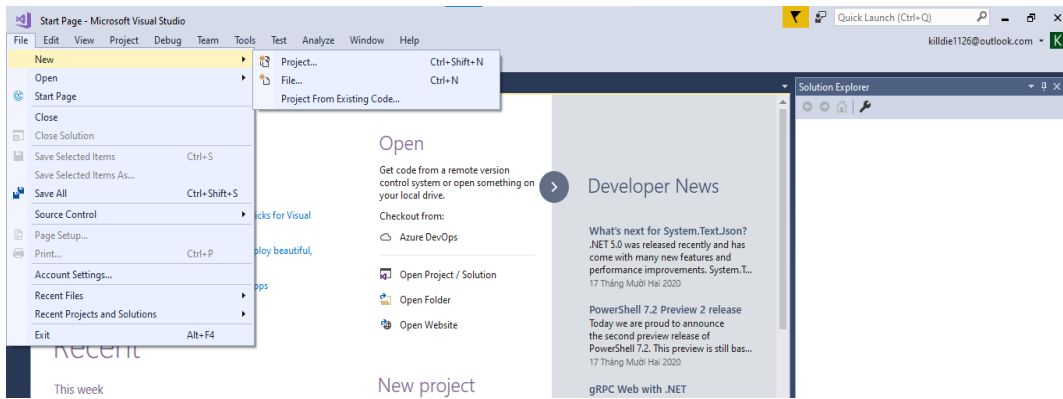 Start Page - Microsoft Visual Studio
Quick Launch (Ctrl+Q)
File Edit View Project Debug Team Tools Test Analyze Window Help
killdie1126@outlook.com K
New
Project... Ctrl+Shift+N
Open
File... Ctrl+N
Start Page
Project From Existing Code...
Close
Close Solution
Save Selected Items Ctrl+S
Save Selected Items As...
Save All Ctrl+Shift+S
Source Control
Page Setup...
Print... Ctrl+P
Account Settings...
Recent Files
Recent Projects and Solutions
Exit Alt+F4
icks for Visual
ploy beautiful,
pps
Recent
This week
Open
Get code from a remote version
control system or open something on
your local drive.
Checkout from:
Azure DevOps
Open Project / Solution
Open Folder
Open Website
New project
Developer News
What's next for System.Text.Json?
.NET 5.0 was released recently and has
come with many new features and
performance improvements. System.T...
17 Tháng Mười Hai 2020
PowerShell 7.2 Preview 2 release
Today we are proud to announce
the second preview release of
PowerShell 7.2. This preview is still bas...
17 Tháng Mười Hai 2020
gRPC Web with .NET
Solution Explorer